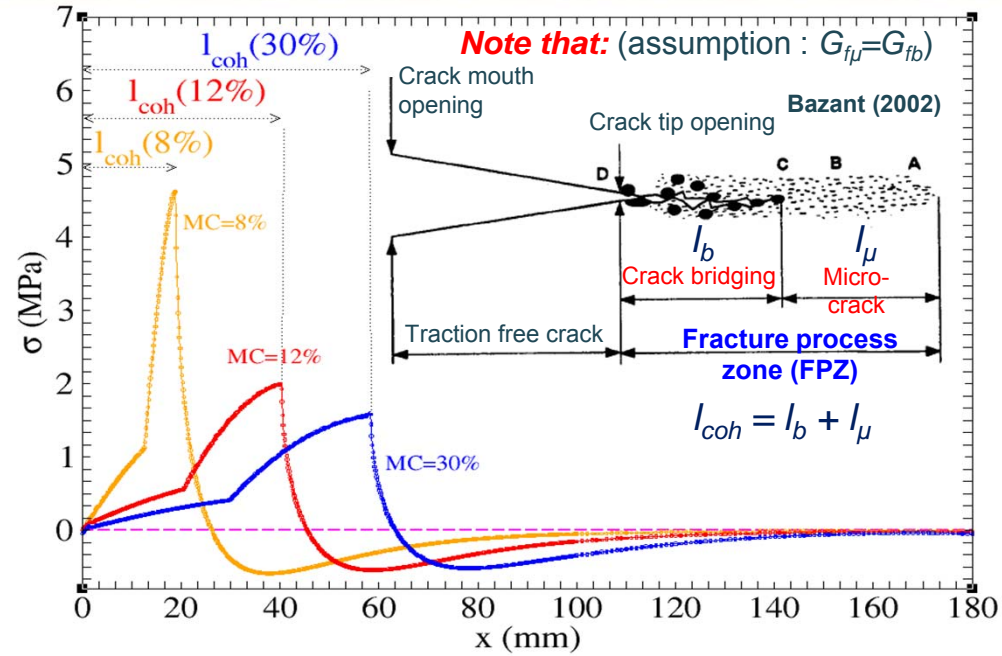 7
6
5
4
3
2
1
0
σ (MPa)
0 20 40 60 80 100 120 140 160 180
x (mm)
l_coh(30%)
l_coh(12%)
l_coh(8%)
MC=8%
MC=12%
MC=30%
Note that: (assumption : G_fμ=G_fb)
Bazant (2002)
Crack mouth
opening
Crack tip opening
D C B A
l_b l_μ
Crack bridging
Micro-
crack
Traction free crack
Fracture process
zone (FPZ)
l_coh = l_b + l_μ